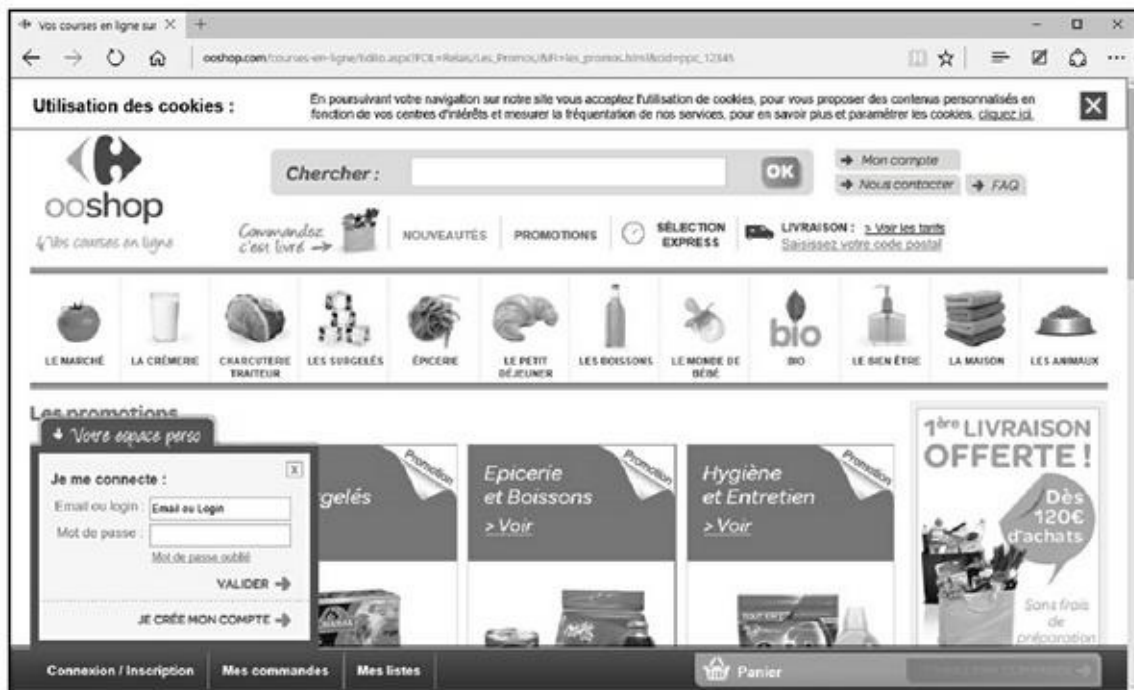 Vos courses en ligne sur
ooshop.com/courses-en-ligne/
Utilisation des cookies :
En poursuivant votre navigation sur notre site vous acceptez l'utilisation de cookies, pour vous proposer des contenus personnalisés en
fonction de vos centres d'intérêts et mesurer la fréquentation de nos services, pour en savoir plus et paramétrer les cookies, cliquez ici.
ooshop
Vos courses en ligne
Chercher :
OK
Mon compte
Nous contacter
FAQ
Commandez
c'est livré
NOUVEAUTÉS
PROMOTIONS
SÉLECTION
EXPRESS
LIVRAISON : > Voir les tarifs
Saisissez votre code postal
LE MARCHÉ
LA CRÈMERIE
CHARCUTERIE
TRAITEUR
LES SURGELÉS
ÉPICERIE
LE PETIT
DÉJEUNER
LES BOISSONS
LE MONDE DE
BÉBÉ
bio
BIO
LE BIEN ÊTRE
LA MAISON
LES ANIMAUX
Les promotions
Votre espace perso
Je me connecte :
X
Email ou login :
Email ou Login
Mot de passe :
Mot de passe oublié
VALIDER
JE CRÉE MON COMPTE
rgelés
Promotion
Epicerie
et Boissons
> Voir
Promotion
Hygiène
et Entretien
> Voir
Promotion
1ère LIVRAISON
OFFERTE !
Dès
120€
d'achats
Sans frais
de
préparation
Connexion / Inscription
Mes commandes
Mes listes
Panier